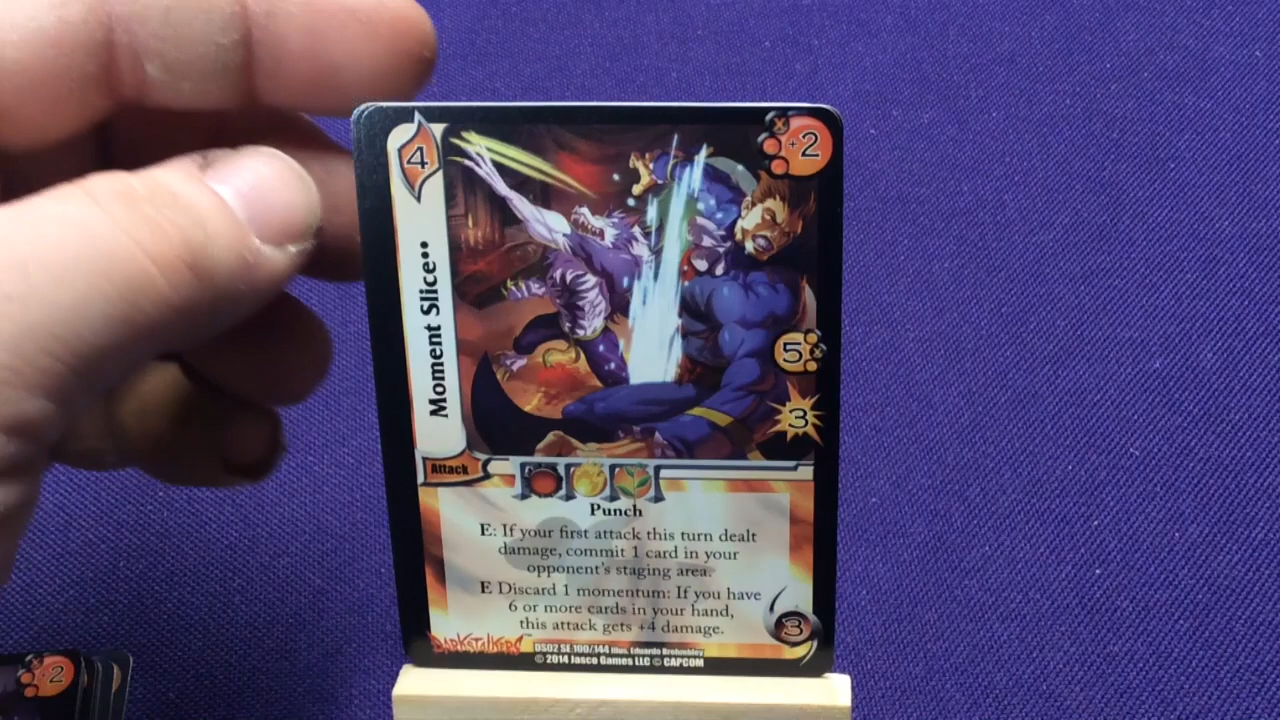 4
+2
Moment Slice••
5
3
Attack
Punch
E: If your first attack this turn dealt
damage, commit 1 card in your
opponent's staging area.
E Discard 1 momentum: If you have
6 or more cards in your hand,
this attack gets +4 damage.
3
DARKSTALKERS™
DS02 SE 100/144 illus. Eduardo Brolumbley
© 2014 Jasco Games LLC © CAPCOM
+2